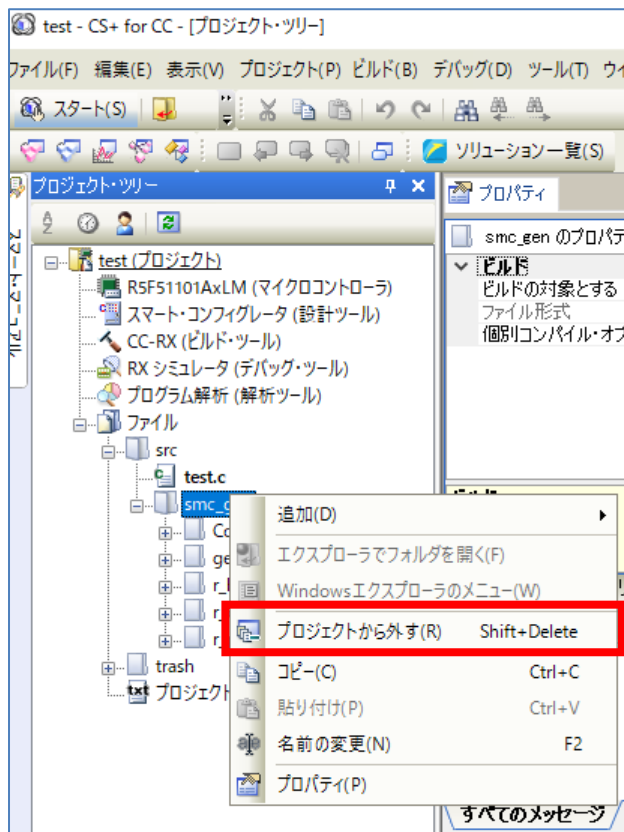 test - CS+ for CC - [プロジェクト・ツリー]
ファイル(F) 編集(E) 表示(V) プロジェクト(P) ビルド(B) デバッグ(D) ツール(T)
スタート(S)
ソリューション一覧(S)
スマート・マニュアル
プロジェクト・ツリー
プロパティ
test (プロジェクト)
R5F51101AxLM (マイクロコントローラ)
スマート・コンフィグレータ (設計ツール)
CC-RX (ビルド・ツール)
RX シミュレータ (デバッグ・ツール)
プログラム解析 (解析ツール)
ファイル
src
test.c
smc_g
Co
ge
r_
r_
trash
txt プロジェクト
smc_gen のプロパテ
ビルド
ビルドの対象とする
ファイル形式
個別コンパイル・オプ
追加(D)
エクスプローラでフォルダを開く(F)
Windowsエクスプローラのメニュー(W)
プロジェクトから外す(R) Shift+Delete
コピー(C) Ctrl+C
貼り付け(P) Ctrl+V
名前の変更(N) F2
プロパティ(P)
すべてのメッセージ